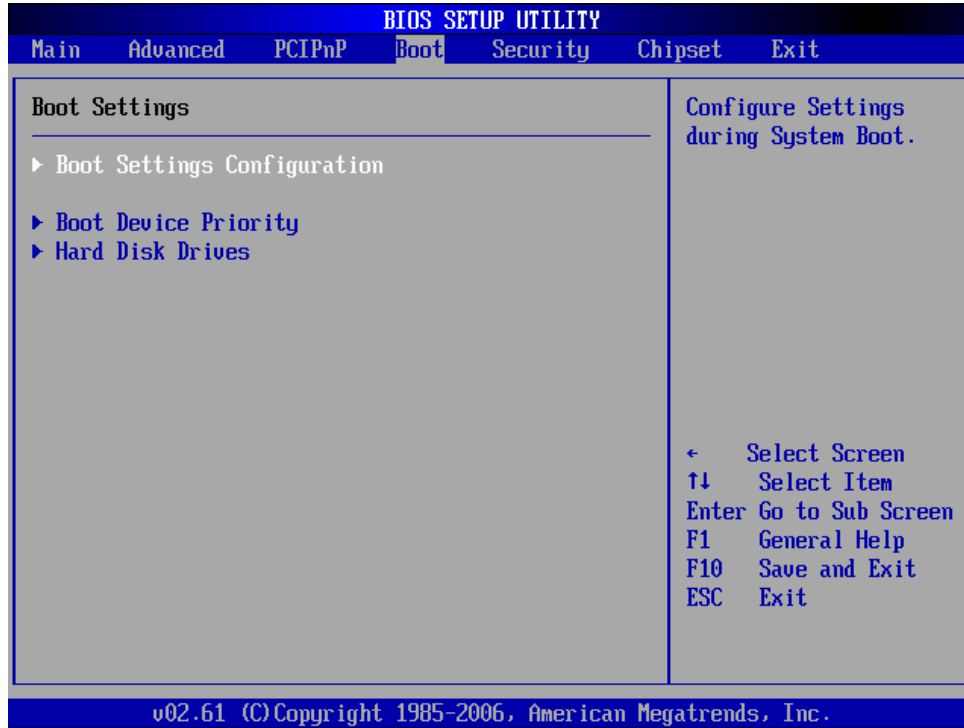 BIOS SETUP UTILITY
Main Advanced PCIPnP Boot Security Chipset Exit
Boot Settings
▶ Boot Settings Configuration
▶ Boot Device Priority
▶ Hard Disk Drives
Configure Settings
during System Boot.
← Select Screen
↑↓ Select Item
Enter Go to Sub Screen
F1 General Help
F10 Save and Exit
ESC Exit
v02.61 (C)Copyright 1985-2006, American Megatrends, Inc.